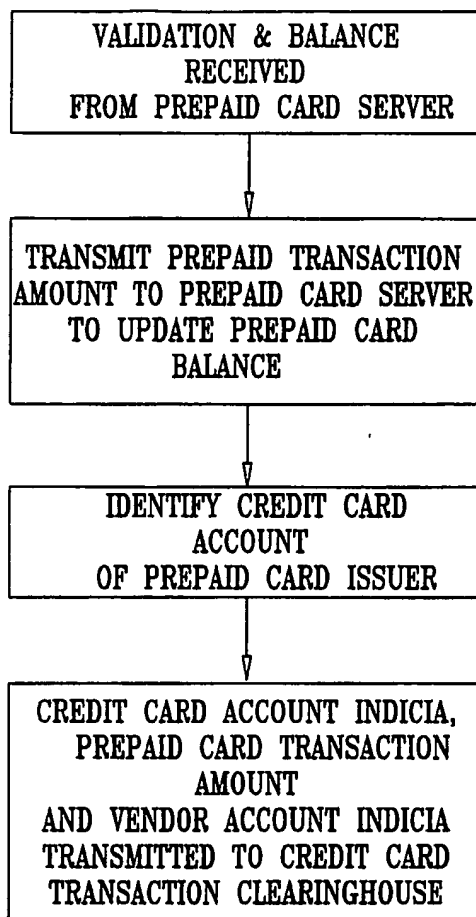 VALIDATION & BALANCE
RECEIVED
FROM PREPAID CARD SERVER
TRANSMIT PREPAID TRANSACTION
AMOUNT TO PREPAID CARD SERVER
TO UPDATE PREPAID CARD
BALANCE
IDENTIFY CREDIT CARD
ACCOUNT
OF PREPAID CARD ISSUER
CREDIT CARD ACCOUNT INDICIA,
PREPAID CARD TRANSACTION
AMOUNT
AND VENDOR ACCOUNT INDICIA
TRANSMITTED TO CREDIT CARD
TRANSACTION CLEARINGHOUSE